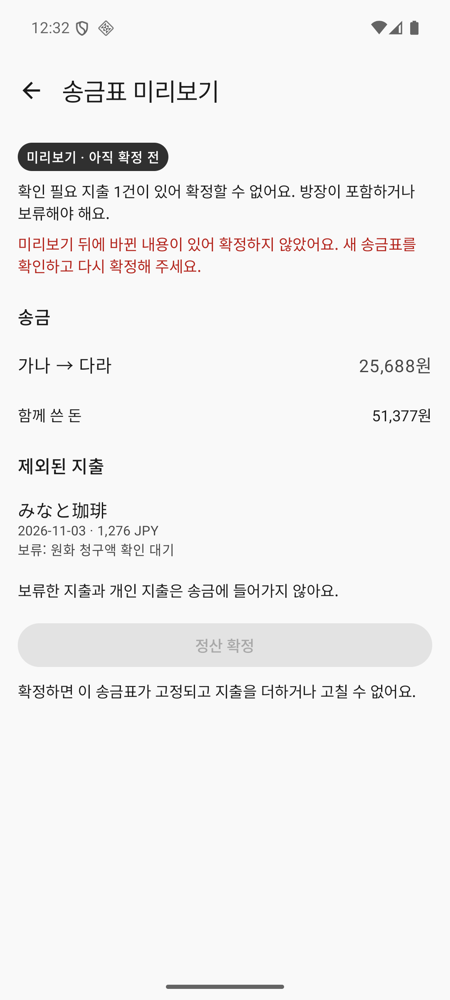 12:32
송금표 미리보기
미리보기 · 아직 확정 전
확인 필요 지출 1건이 있어 확정할 수 없어요. 방장이 포함하거나
보류해야 해요.
미리보기 뒤에 바뀐 내용이 있어 확정하지 않았어요. 새 송금표를
확인하고 다시 확정해 주세요.
송금
가나 → 다라 25,688원
함께 쓴 돈 51,377원
제외된 지출
みなと珈琲
2026-11-03 · 1,276 JPY
보류: 원화 청구액 확인 대기
보류한 지출과 개인 지출은 송금에 들어가지 않아요.
정산 확정
확정하면 이 송금표가 고정되고 지출을 더하거나 고칠 수 없어요.